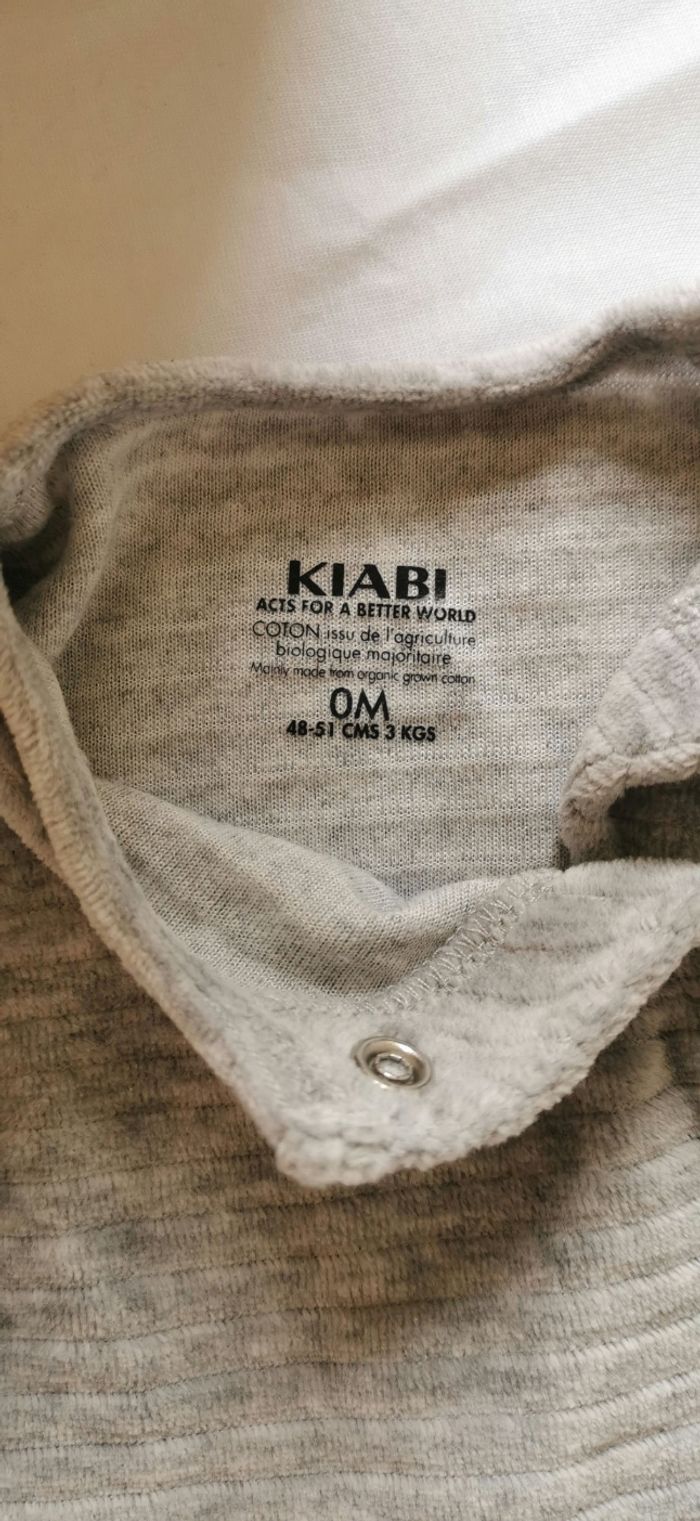 KIABI
ACTS FOR A BETTER WORLD
COTON issu de l'agriculture
biologique majoritaire
Mainly made from organic grown cotton
0M
48-51 CMS 3 KGS